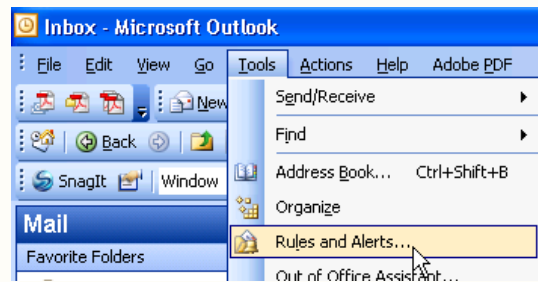 Inbox - Microsoft Outlook
File Edit View Go Tools Actions Help Adobe PDF
New Send/Receive
Back Find
Address Book... Ctrl+Shift+B
SnagIt Window
Organize
Mail
Rules and Alerts...
Favorite Folders
Out of Office Assistant...